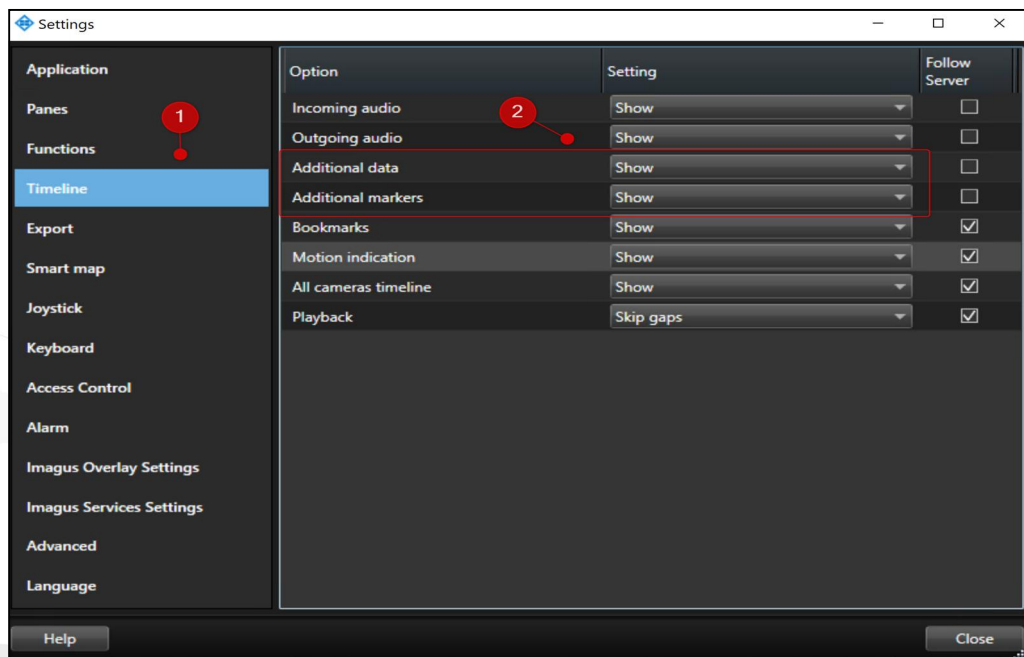 Settings
Application
Panes
1
Functions
Timeline
Export
Smart map
Joystick
Keyboard
Access Control
Alarm
Imagus Overlay Settings
Imagus Services Settings
Advanced
Language
Option Setting Follow Server
Incoming audio Show
2
Outgoing audio Show
Additional data Show
Additional markers Show
Bookmarks Show
Motion indication Show
All cameras timeline Show
Playback Skip gaps
Help Close